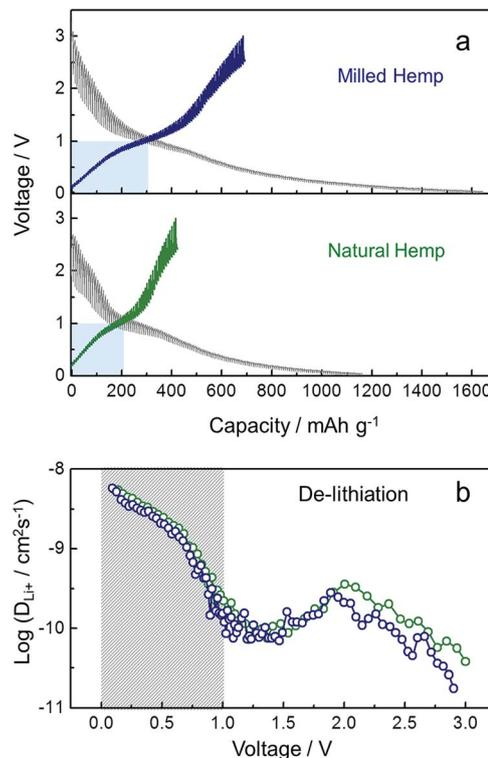 a
3
Milled Hemp
2
1
0
Voltage / V
3
Natural Hemp
2
1
0
0 200 400 600 800 1000 1200 1400 1600
Capacity / mAh g⁻¹
-8
b
De-lithiation
-9
Log (D_Li+ / cm²s⁻¹)
-10
-11
0.0 0.5 1.0 1.5 2.0 2.5 3.0
Voltage / V